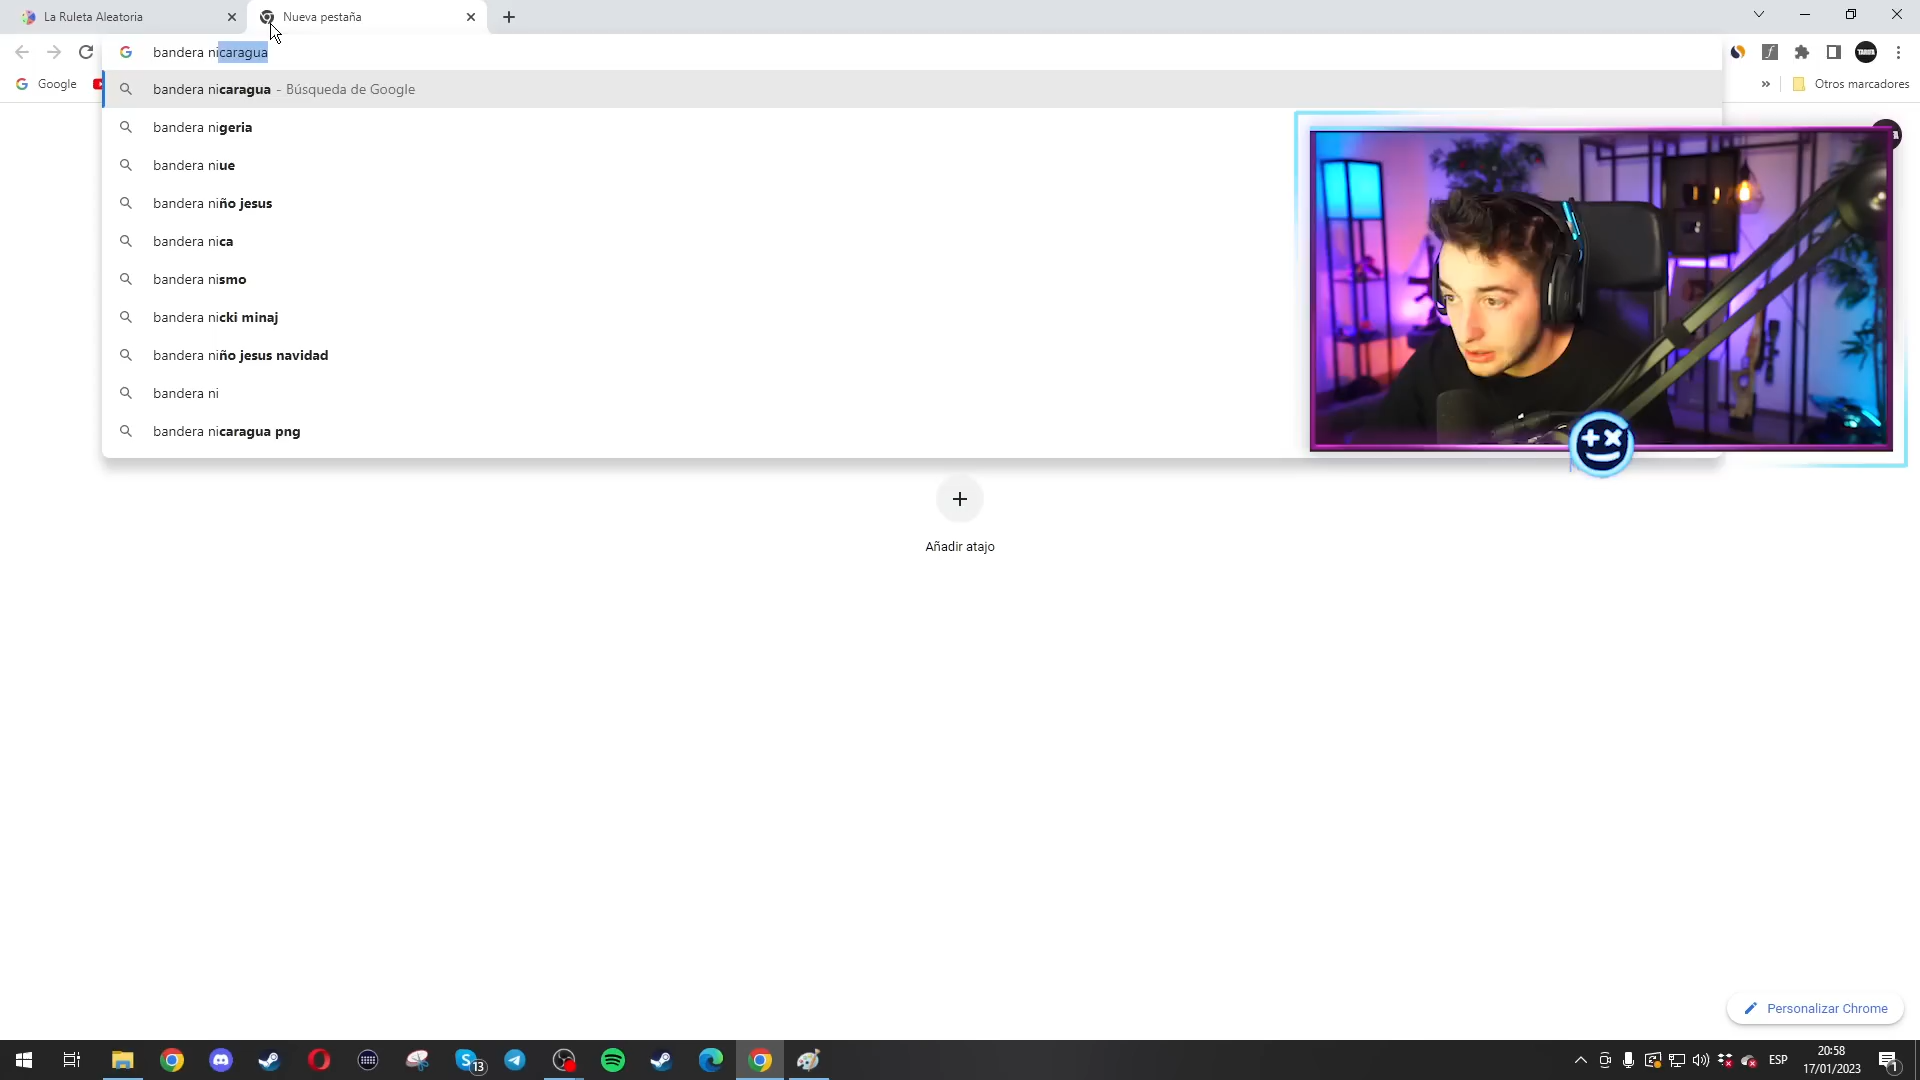 La Ruleta Aleatoria
Nueva pestaña
bandera nicaragua
Google
Otros marcadores
bandera nicaragua - Búsqueda de Google
bandera nigeria
bandera niue
bandera niño jesus
bandera nica
bandera nismo
bandera nicki minaj
bandera niño jesus navidad
bandera ni
bandera nicaragua png
Añadir atajo
Personalizar Chrome
13
ESP
20:58
17/01/2023
1